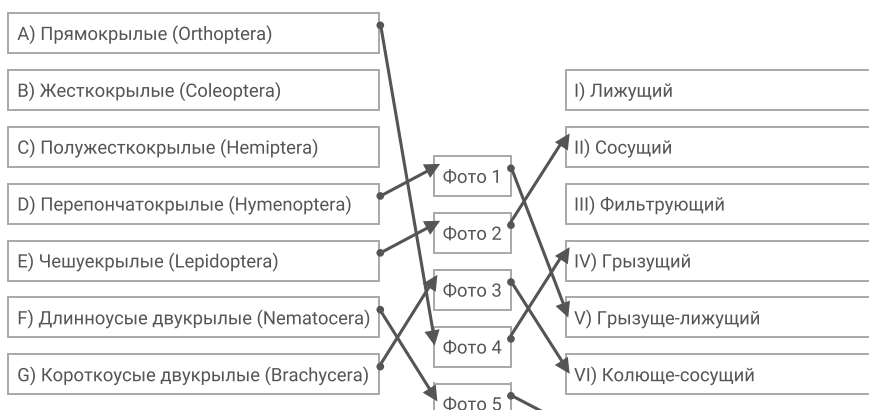 A) Прямокрылые (Orthoptera)
B) Жесткокрылые (Coleoptera)
C) Полужесткокрылые (Hemiptera)
D) Перепончатокрылые (Hymenoptera)
E) Чешуекрылые (Lepidoptera)
F) Длинноусые двукрылые (Nematocera)
G) Короткоусые двукрылые (Brachycera)
Фото 1
Фото 2
Фото 3
Фото 4
Фото 5
I) Лижущий
II) Сосущий
III) Фильтрующий
IV) Грызущий
V) Грызуще-лижущий
VI) Колюще-сосущий